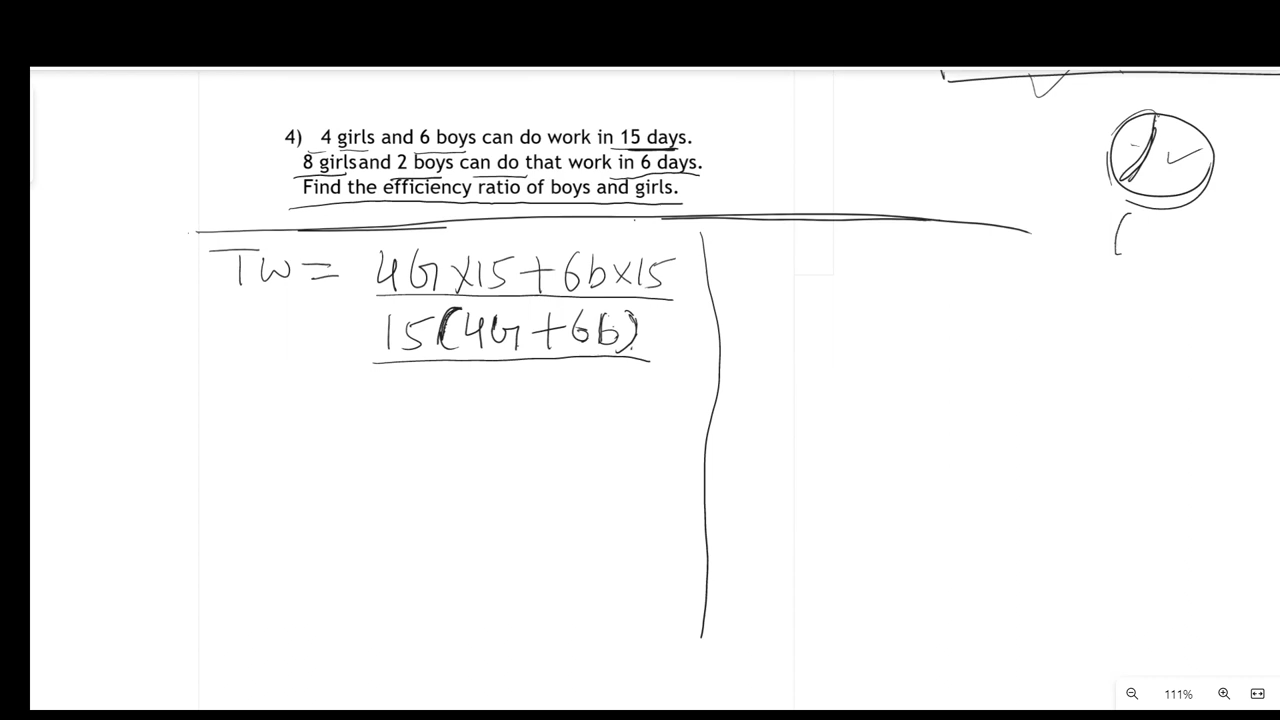 4) 4 girls and 6 boys can do work in 15 days.
8 girls and 2 boys can do that work in 6 days.
Find the efficiency ratio of boys and girls.
TW = 4G×15+6b×15
15(4G+6b)
111%